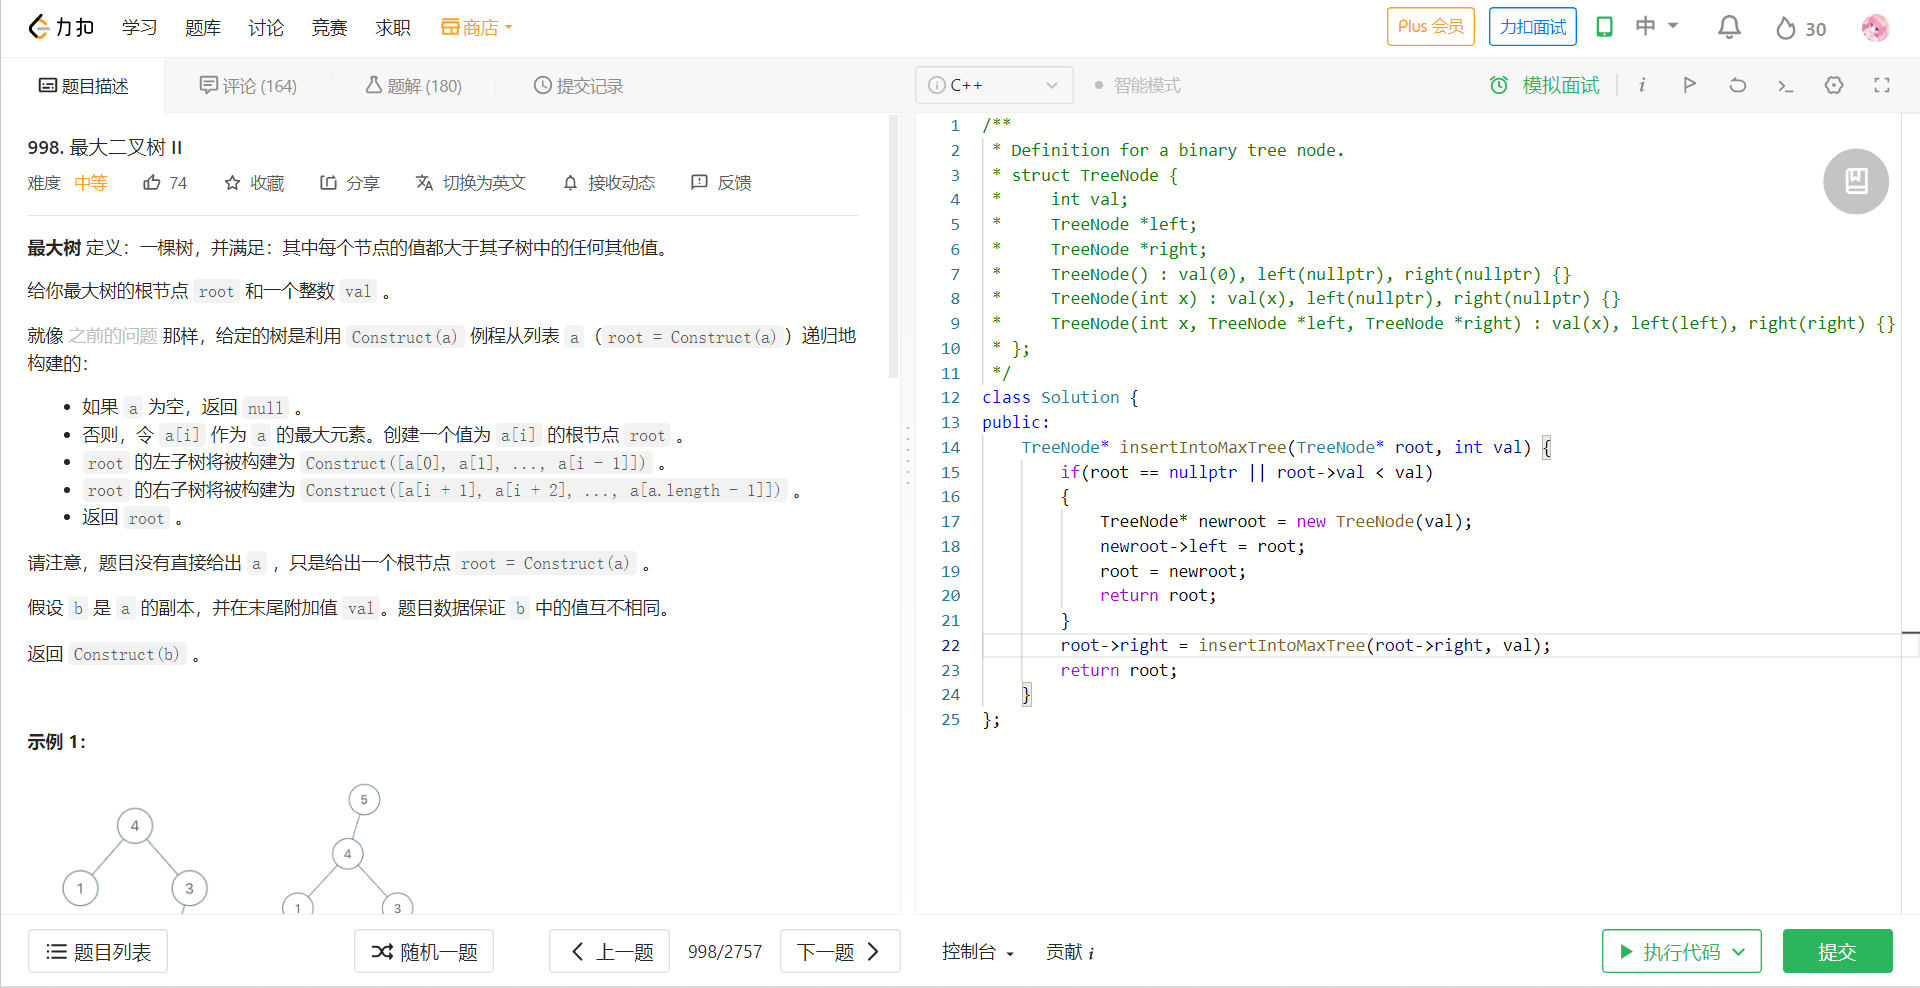 力扣 学习 题库 讨论 竞赛 求职 商店 Plus 会员 力扣面试 中 30
题目描述 评论 (164) 题解 (180) 提交记录
C++ 智能模式 模拟面试 i
998. 最大二叉树 II
难度 中等 74 收藏 分享 切换为英文 接收动态 反馈
最大树 定义：一棵树，并满足：其中每个节点的值都大于其子树中的任何其他值。
给你最大树的根节点 root 和一个整数 val 。
就像 之前的问题 那样，给定的树是利用 Construct(a) 例程从列表 a （root = Construct(a)）递归地
构建的：
• 如果 a 为空，返回 null 。
• 否则，令 a[i] 作为 a 的最大元素。创建一个值为 a[i] 的根节点 root 。
• root 的左子树将被构建为 Construct([a[0], a[1], ..., a[i - 1]]) 。
• root 的右子树将被构建为 Construct([a[i + 1], a[i + 2], ..., a[a.length - 1]]) 。
• 返回 root 。
请注意，题目没有直接给出 a ，只是给出一个根节点 root = Construct(a) 。
假设 b 是 a 的副本，并在末尾附加值 val。题目数据保证 b 中的值互不相同。
返回 Construct(b) 。
示例 1：
4
1 3
5
4
1 3
1 /**
2 * Definition for a binary tree node.
3 * struct TreeNode {
4 *     int val;
5 *     TreeNode *left;
6 *     TreeNode *right;
7 *     TreeNode() : val(0), left(nullptr), right(nullptr) {}
8 *     TreeNode(int x) : val(x), left(nullptr), right(nullptr) {}
9 *     TreeNode(int x, TreeNode *left, TreeNode *right) : val(x), left(left), right(right) {}
10 * };
11 */
12 class Solution {
13 public:
14     TreeNode* insertIntoMaxTree(TreeNode* root, int val) {
15         if(root == nullptr || root->val < val)
16         {
17             TreeNode* newroot = new TreeNode(val);
18             newroot->left = root;
19             root = newroot;
20             return root;
21         }
22         root->right = insertIntoMaxTree(root->right, val);
23         return root;
24     }
25 };
题目列表 随机一题 上一题 998/2757 下一题 控制台 贡献 i 执行代码 提交